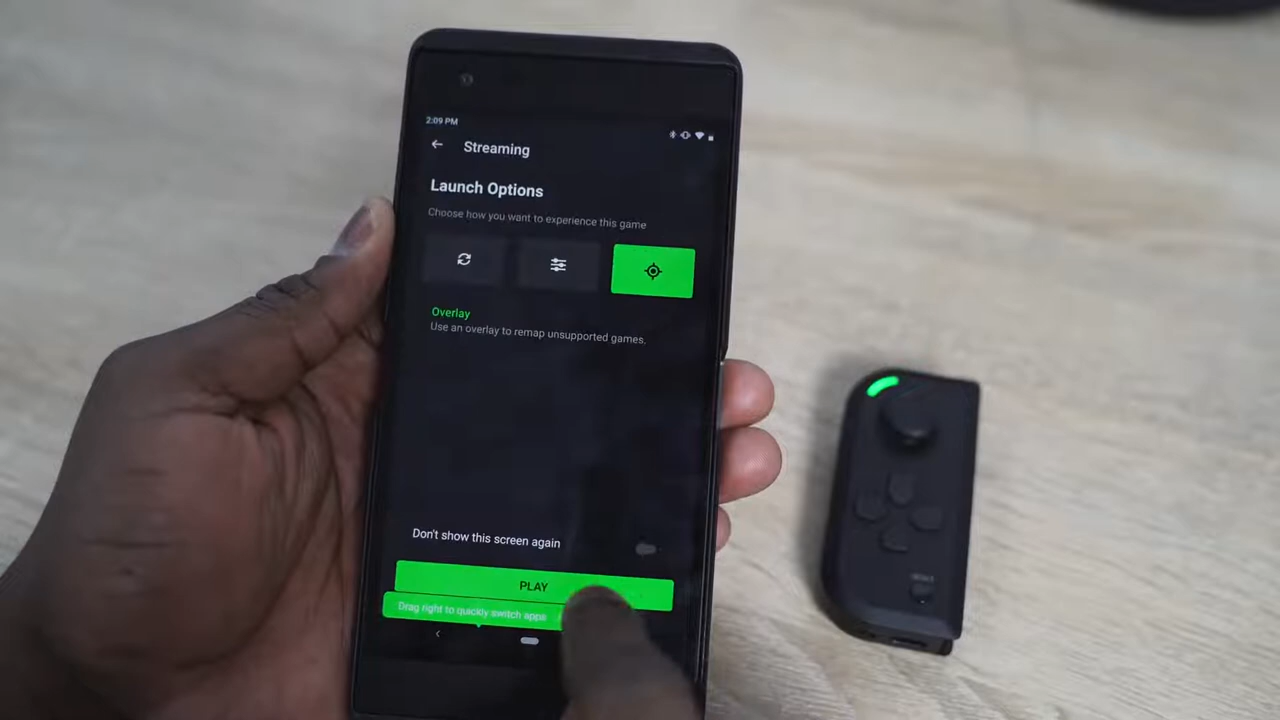 2:09 PM
Streaming
Launch Options
Choose how you want to experience this game
Overlay
Use an overlay to remap unsupported games.
Don't show this screen again
PLAY
Drag right to quickly switch apps